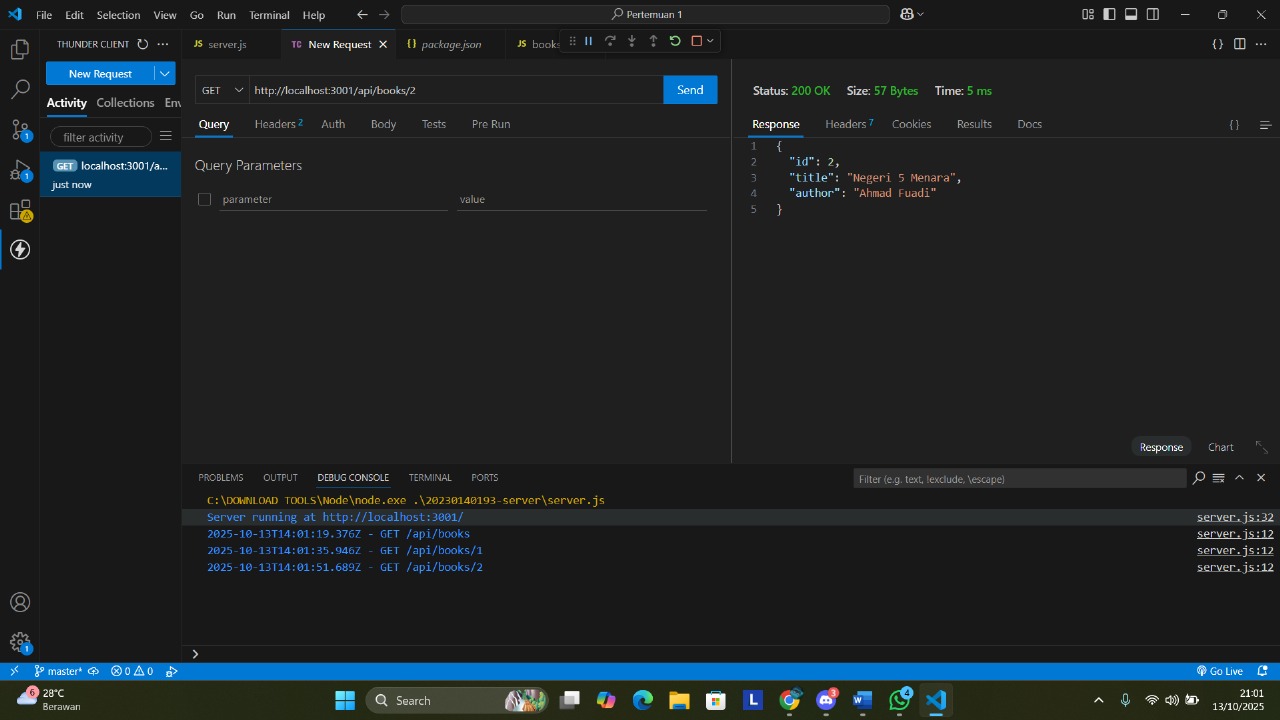 File Edit Selection View Go Run Terminal Help
Pertemuan 1
THUNDER CLIENT
New Request
Activity Collections Env
filter activity
GET localhost:3001/a...
just now
1
1
1
JS server.js
TC New Request
{} package.json
JS books
GET
http://localhost:3001/api/books/2
Send
Query Headers 2 Auth Body Tests Pre Run
Query Parameters
parameter value
Status: 200 OK Size: 57 Bytes Time: 5 ms
Response Headers 7 Cookies Results Docs
{}
1 {
2 "id": 2,
3 "title": "Negeri 5 Menara",
4 "author": "Ahmad Fuadi"
5 }
Response Chart
PROBLEMS OUTPUT DEBUG CONSOLE TERMINAL PORTS
Filter (e.g. text, !exclude, \escape)
C:\DOWNLOAD TOOLS\Node\node.exe .\20230140193-server\server.js
Server running at http://localhost:3001/ server.js:32
2025-10-13T14:01:19.376Z - GET /api/books server.js:12
2025-10-13T14:01:35.946Z - GET /api/books/1 server.js:12
2025-10-13T14:01:51.689Z - GET /api/books/2 server.js:12
master* 0 0
Go Live
6
28°C
Berawan
Search
L
3
4
21:01
13/10/2025